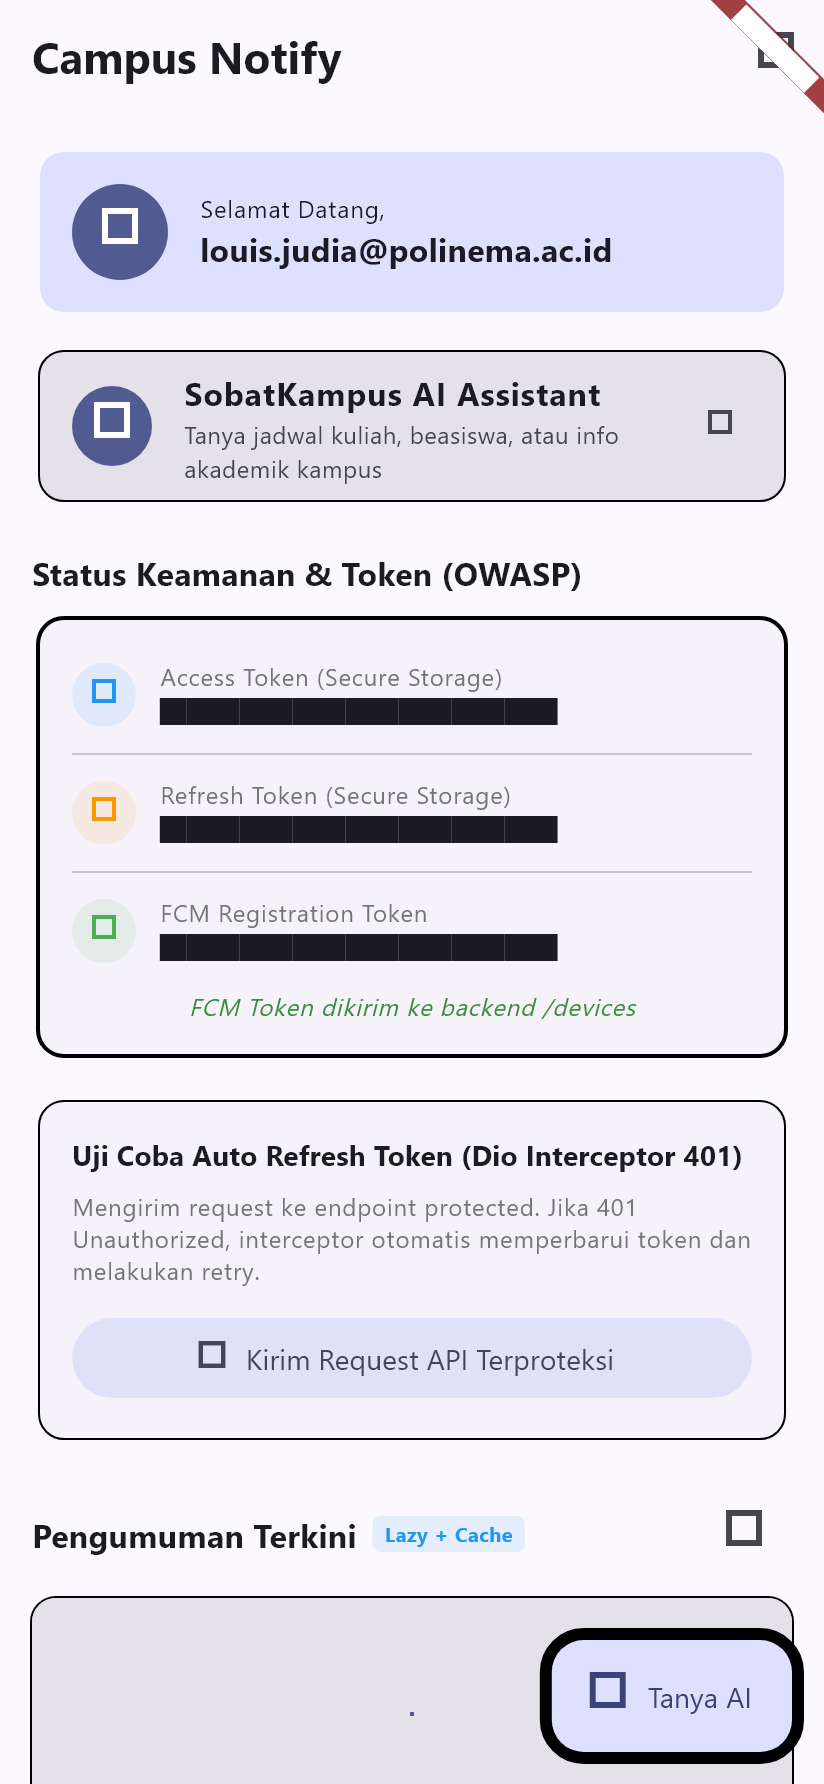 Campus Notify
Selamat Datang,
louis.judia@polinema.ac.id
SobatKampus AI Assistant
Tanya jadwal kuliah, beasiswa, atau info
akademik kampus
Status Keamanan & Token (OWASP)
Access Token (Secure Storage)
Refresh Token (Secure Storage)
FCM Registration Token
FCM Token dikirim ke backend /devices
Uji Coba Auto Refresh Token (Dio Interceptor 401)
Mengirim request ke endpoint protected. Jika 401
Unauthorized, interceptor otomatis memperbarui token dan
melakukan retry.
Kirim Request API Terproteksi
Pengumuman Terkini
Lazy + Cache
Tanya AI